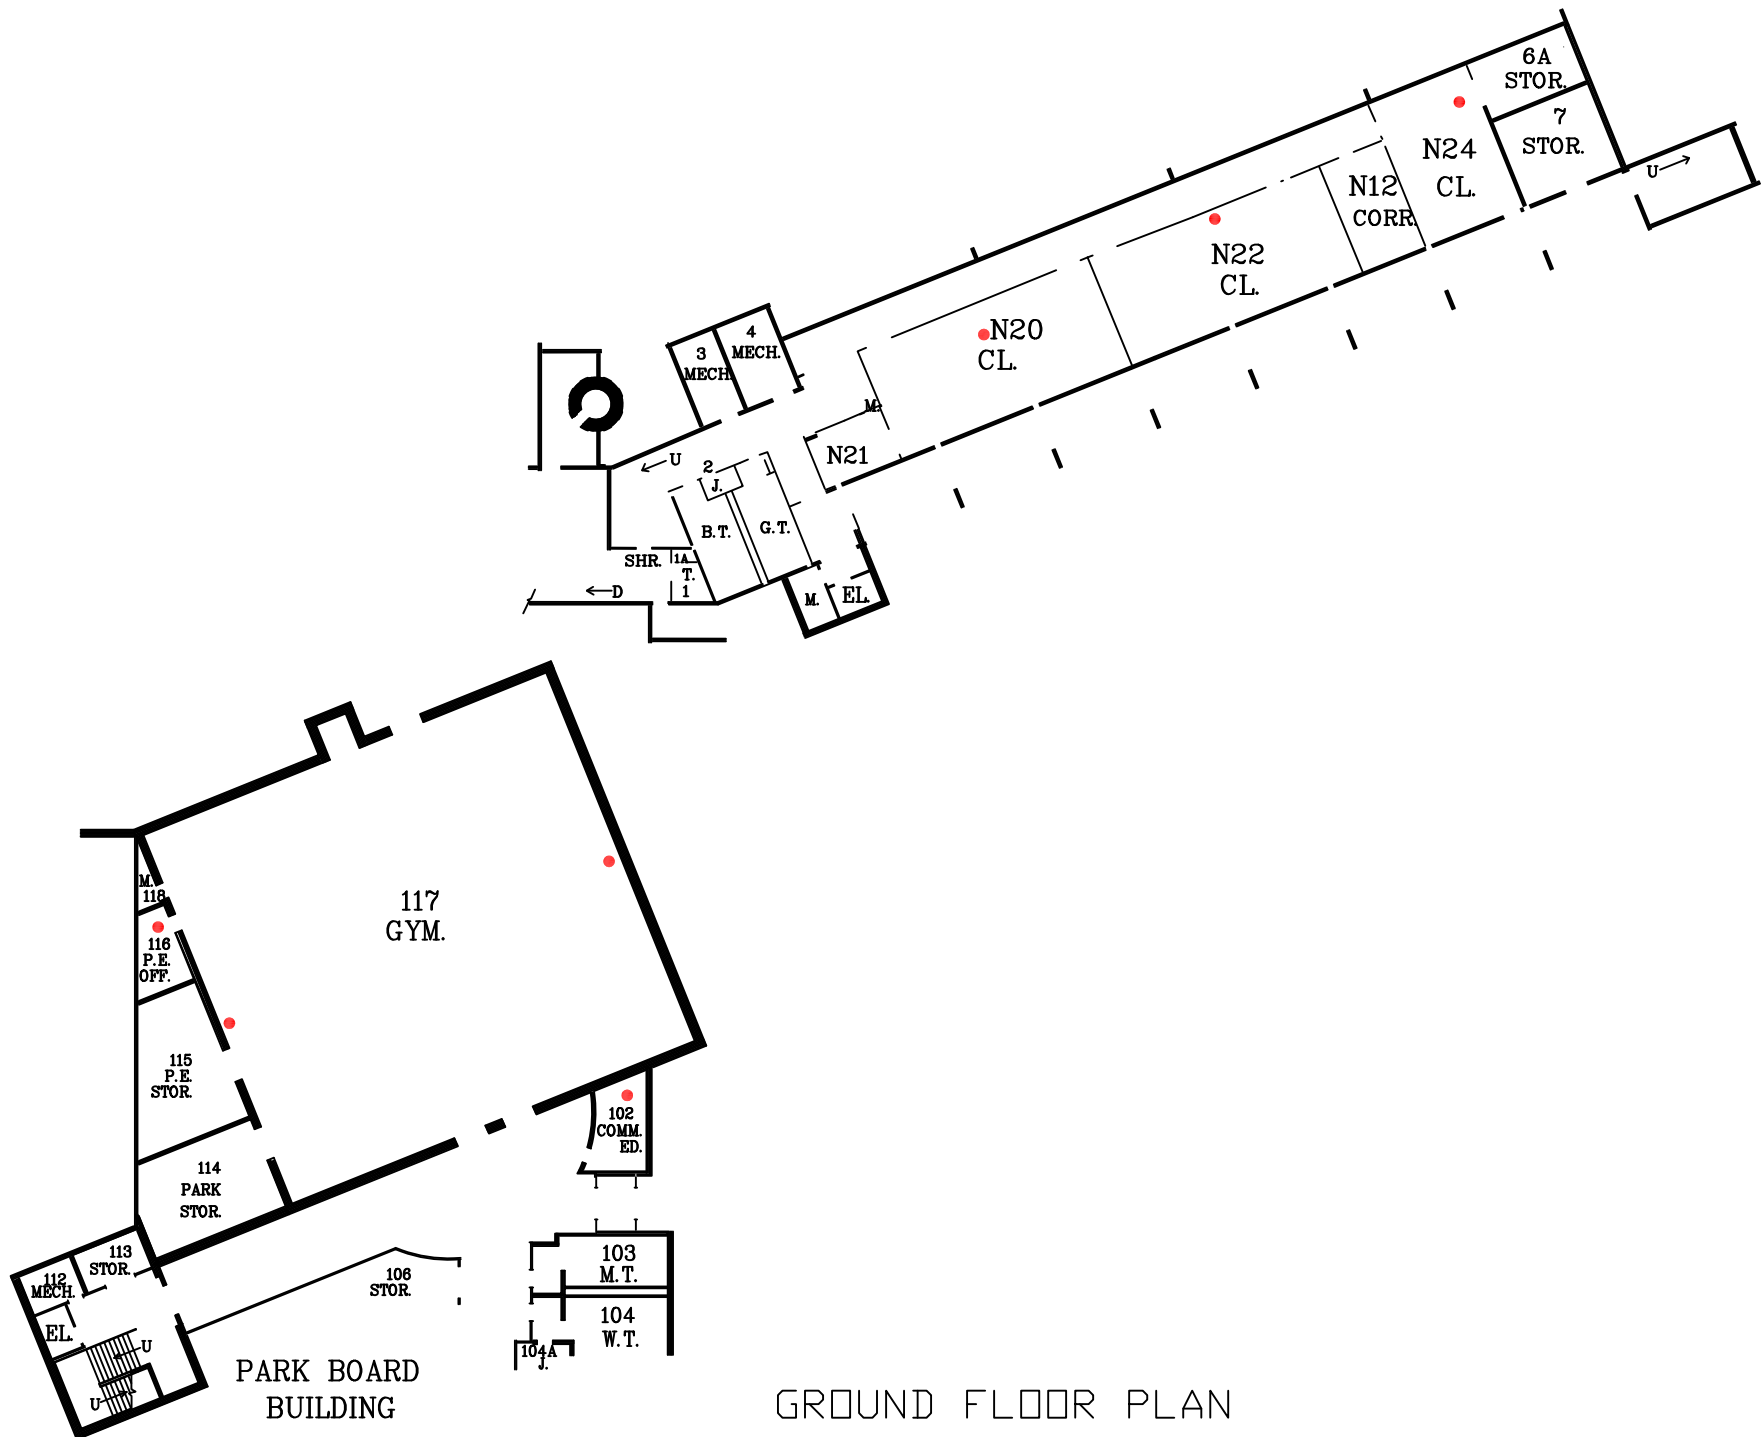 6A
STOR.
7
STOR.
N24
CL.
U
N12
CORR.
N22
CL.
N20
CL.
4
MECH.
3
MECH.
M.
N21
U
2
J.
B.T.
G.T.
SHR.
1A
T.
1
D
M.
EL.
117
GYM.
M.
118
116
P.E.
OFF.
115
P.E.
STOR.
114
PARK
STOR.
102
COMM.
ED.
113
STOR.
112
MECH.
EL.
U
U
106
STOR.
103
M.T.
104
W.T.
104A
J.
PARK BOARD
BUILDING
GROUND FLOOR PLAN